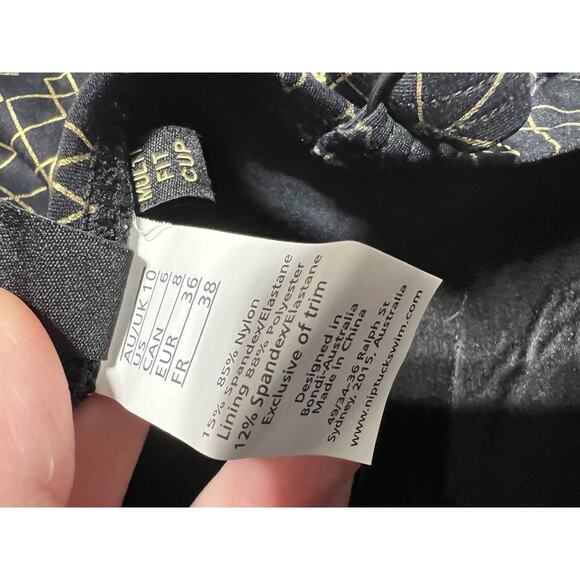 MULTI
FIT
CUP
AU/UK 10
US 6
CAN 8
EUR 36
FR 38
85% Nylon
15% Spandex/Elastane
Lining 88% Polyester
12% Spandex/Elastane
Exclusive of trim
Designed in
Bondi-Australia
Made in China
49/34-36 Ralph St
Sydney, 2015, Australia
www.niptuckswim.com